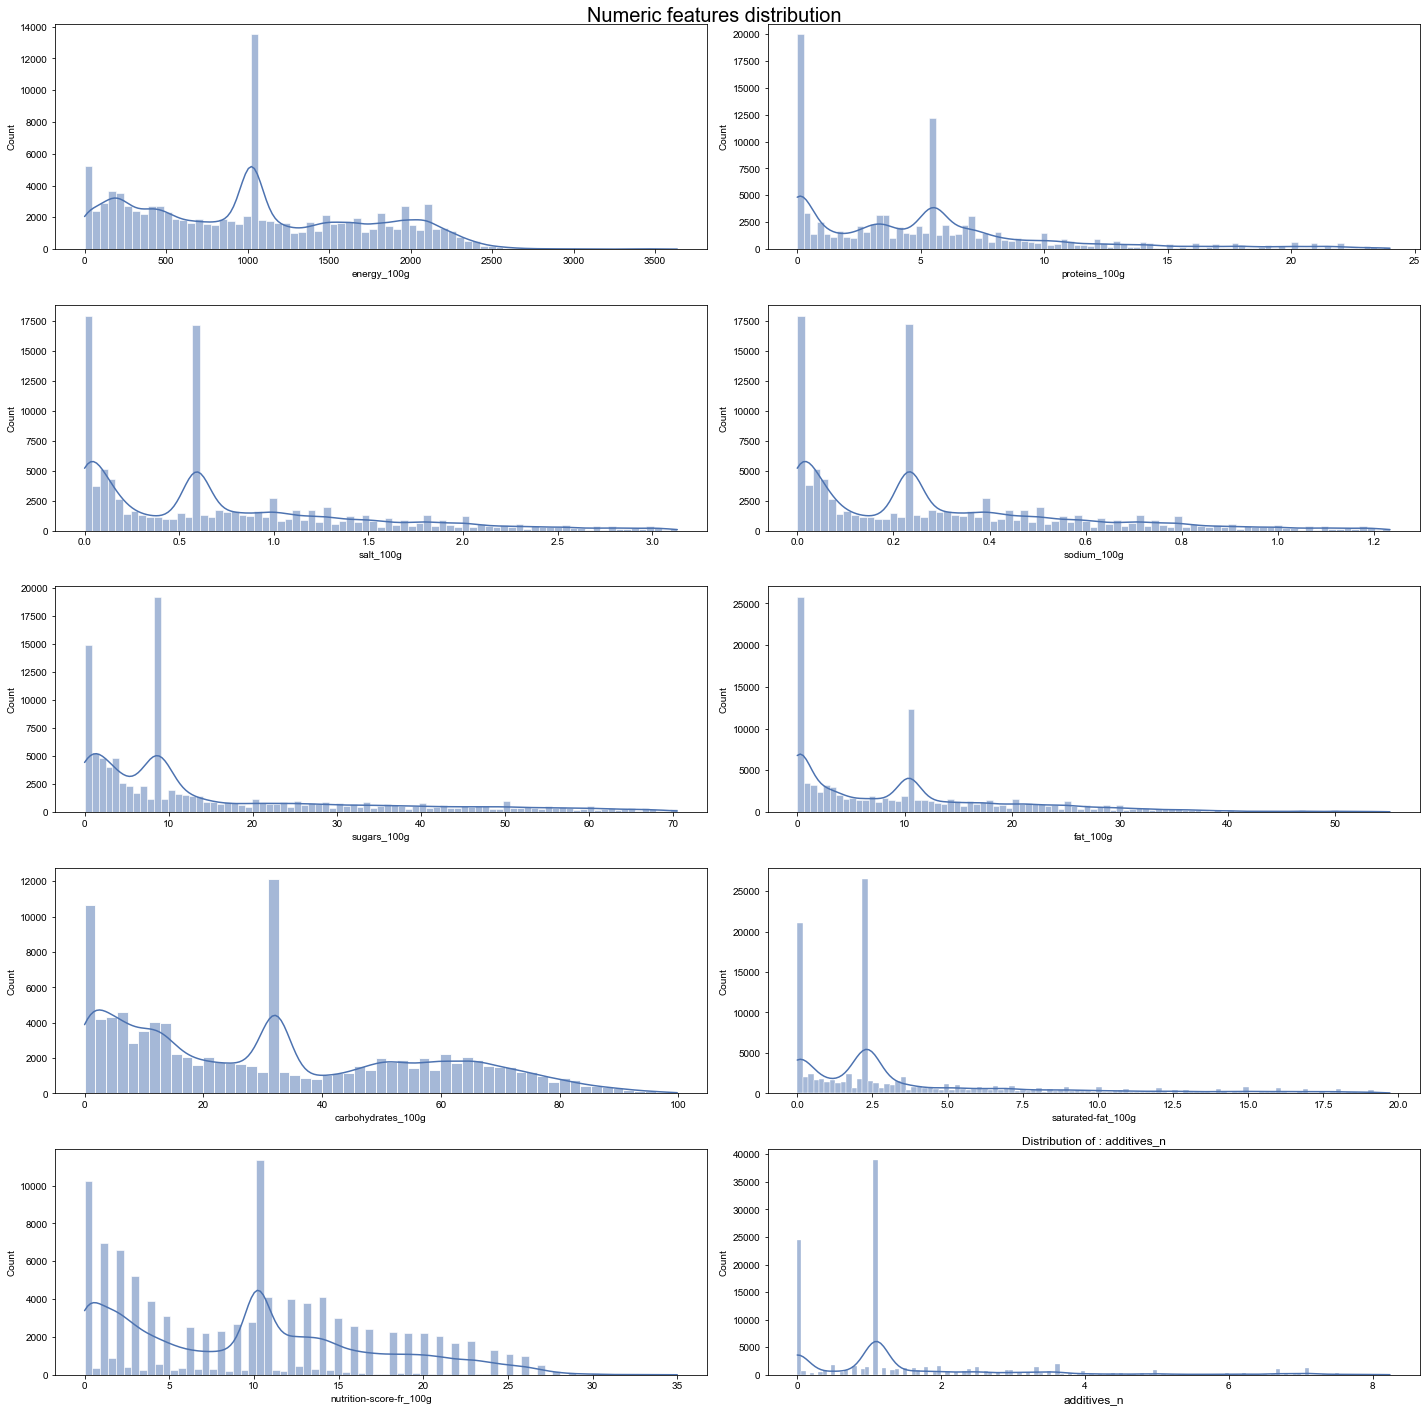 Numeric features distribution
14000
12000
10000
8000
6000
4000
2000
0
Count
0 500 1000 1500 2000 2500 3000 3500
energy_100g
20000
17500
15000
12500
10000
7500
5000
2500
0
Count
0 5 10 15 20 25
proteins_100g
17500
15000
12500
10000
7500
5000
2500
0
Count
0.0 0.5 1.0 1.5 2.0 2.5 3.0
salt_100g
17500
15000
12500
10000
7500
5000
2500
0
Count
0.0 0.2 0.4 0.6 0.8 1.0 1.2
sodium_100g
20000
17500
15000
12500
10000
7500
5000
2500
0
Count
0 10 20 30 40 50 60 70
sugars_100g
25000
20000
15000
10000
5000
0
Count
0 10 20 30 40 50
fat_100g
12000
10000
8000
6000
4000
2000
0
Count
0 20 40 60 80 100
carbohydrates_100g
25000
20000
15000
10000
5000
0
Count
0.0 2.5 5.0 7.5 10.0 12.5 15.0 17.5 20.0
saturated-fat_100g
10000
8000
6000
4000
2000
0
Count
0 5 10 15 20 25 30 35
nutrition-score-fr_100g
Distribution of : additives_n
40000
35000
30000
25000
20000
15000
10000
5000
0
Count
0 2 4 6 8
additives_n